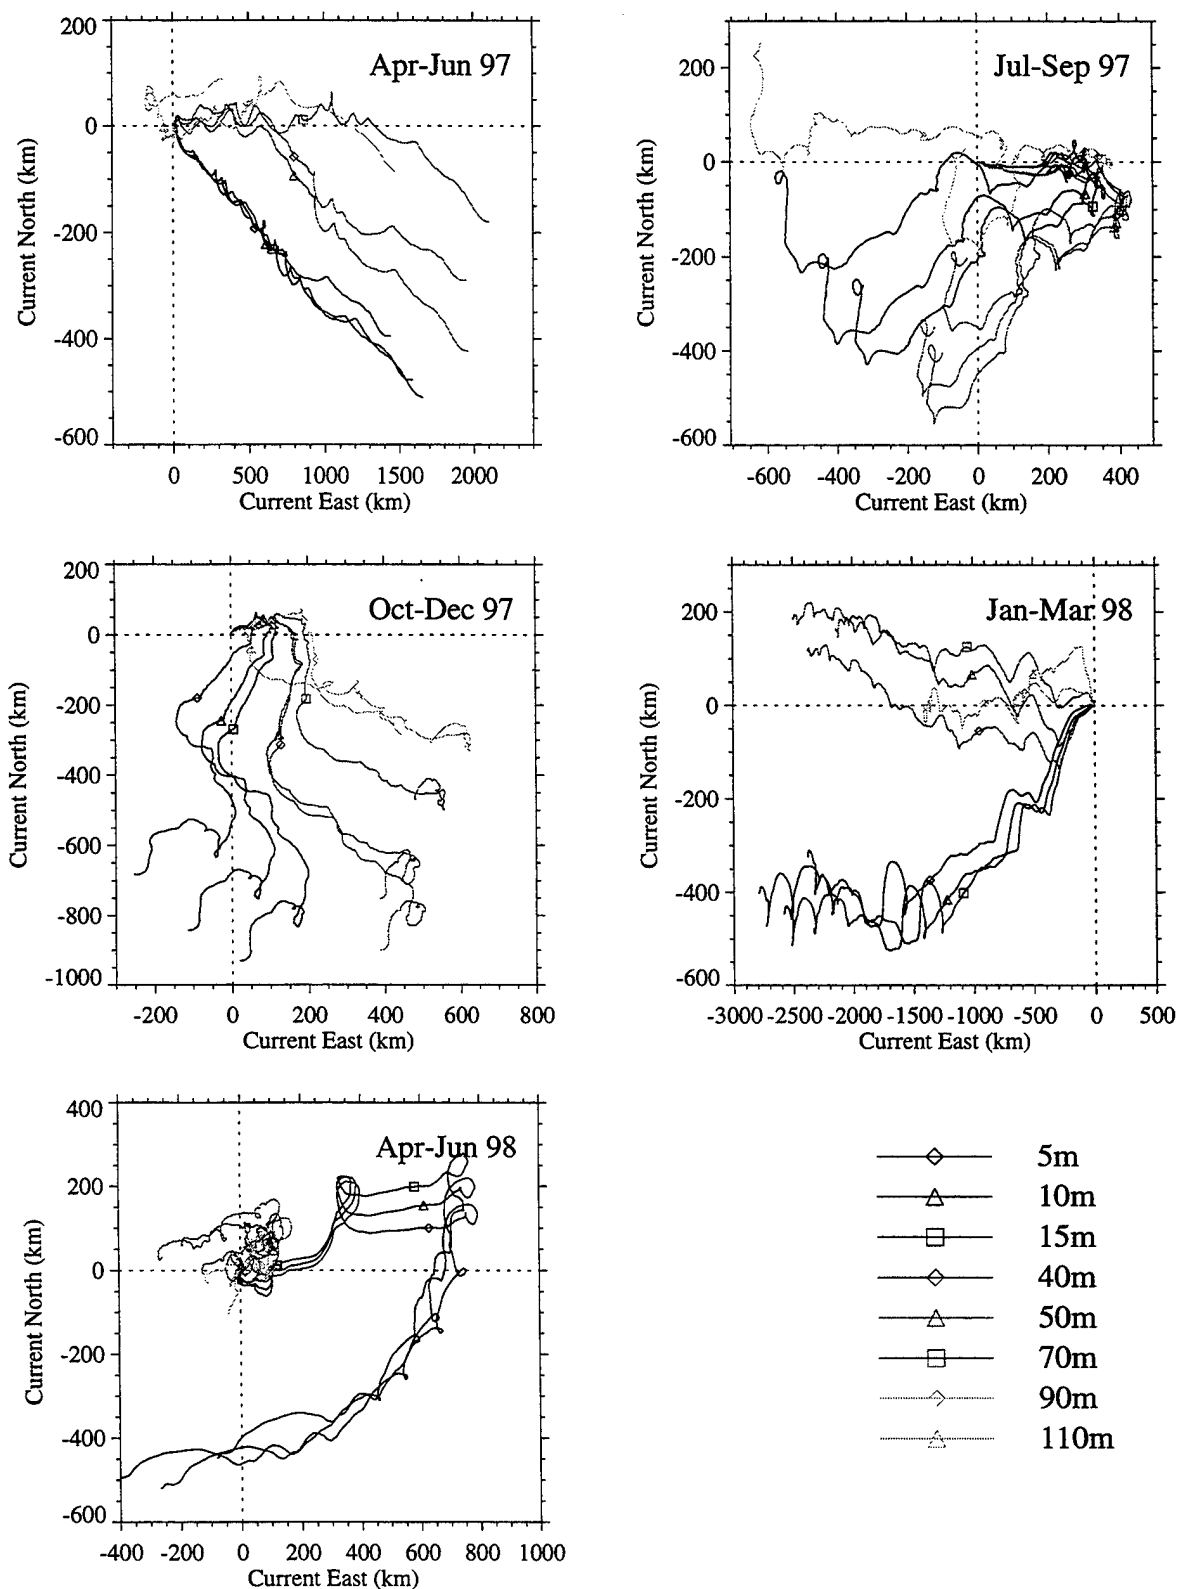 Apr-Jun 97
Current North (km)
200
0
-200
-400
-600
0 500 1000 1500 2000
Current East (km)
Jul-Sep 97
Current North (km)
200
0
-200
-400
-600
-600 -400 -200 0 200 400
Current East (km)
Oct-Dec 97
Current North (km)
200
0
-200
-400
-600
-800
-1000
-200 0 200 400 600 800
Current East (km)
Jan-Mar 98
Current North (km)
200
0
-200
-400
-600
-3000 -2500 -2000 -1500 -1000 -500 0 500
Current East (km)
Apr-Jun 98
Current North (km)
400
200
0
-200
-400
-600
-400 -200 0 200 400 600 800 1000
Current East (km)
5m
10m
15m
40m
50m
70m
90m
110m